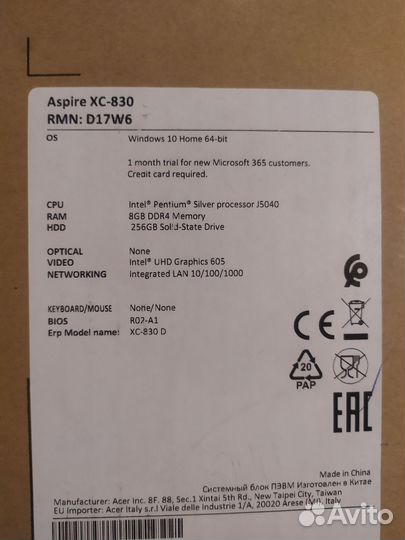 Aspire XC-830
RMN: D17W6
OS Windows 10 Home 64-bit
1 month trial for new Microsoft 365 customers.
Credit card required.
CPU Intel® Pentium® Silver processor J5040
RAM 8GB DDR4 Memory
HDD 256GB Solid-State Drive
OPTICAL None
VIDEO Intel® UHD Graphics 605
NETWORKING Integrated LAN 10/100/1000
KEYBOARD/MOUSE None/None
BIOS R02-A1
Erp Model name: XC-830 D
CE
20
PAP
EAC
Made in China
Системный блок ПЭВМ Изготовлен в Китае
Manufacturer: Acer Inc. 8F. 88, Sec.1 Xintai 5th Rd., New Taipei City, Taiwan
EU Importer: Acer Italy s.r.l Viale delle Industrie 1/A, 20020 Arese (MI), Italy
Avito